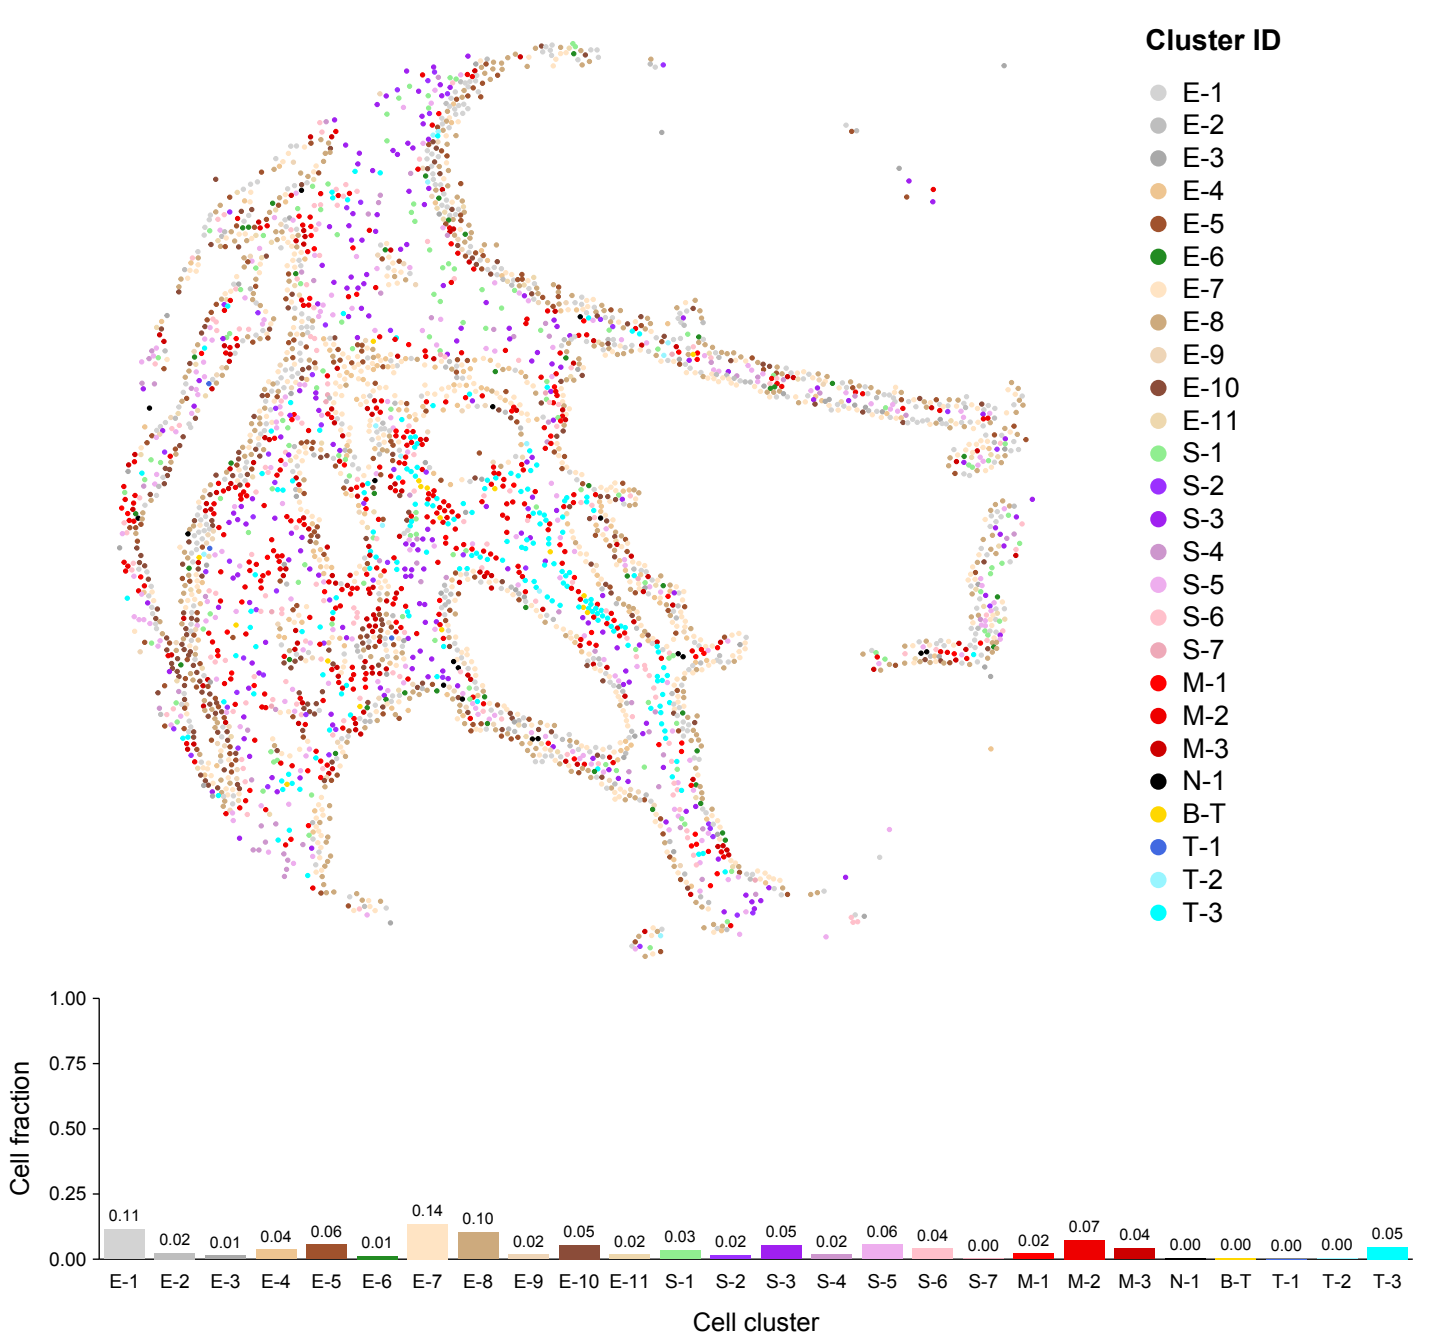 Cluster ID
E-1
E-2
E-3
E-4
E-5
E-6
E-7
E-8
E-9
E-10
E-11
S-1
S-2
S-3
S-4
S-5
S-6
S-7
M-1
M-2
M-3
N-1
B-T
T-1
T-2
T-3
1.00
0.75
0.50
0.25
0.00
Cell fraction
0.11 0.02 0.01 0.04 0.06 0.01 0.14 0.10 0.02 0.05 0.02 0.03 0.02 0.05 0.02 0.06 0.04 0.00 0.02 0.07 0.04 0.00 0.00 0.00 0.00 0.05
E-1 E-2 E-3 E-4 E-5 E-6 E-7 E-8 E-9 E-10 E-11 S-1 S-2 S-3 S-4 S-5 S-6 S-7 M-1 M-2 M-3 N-1 B-T T-1 T-2 T-3
Cell cluster